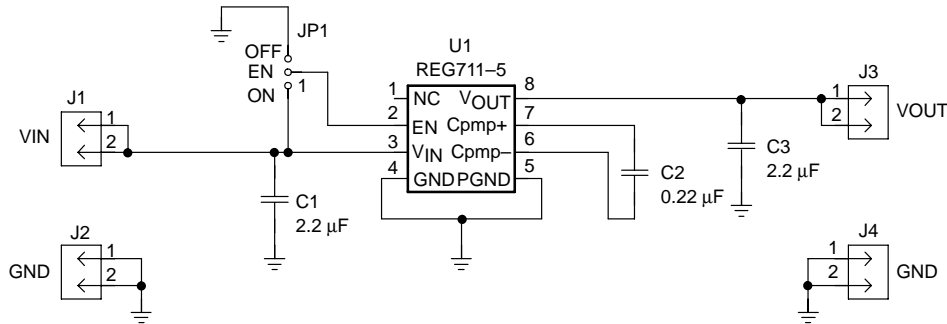 JP1
OFF
EN
1
ON
U1
REG711–5
1
NC
VOUT
8
2
EN
Cpmp+
7
3
VIN
Cpmp–
6
4
GND
PGND
5
J1
VIN
1
2
C1
2.2 µF
C2
0.22 µF
C3
2.2 µF
J3
1
2
VOUT
J2
GND
1
2
J4
1
2
GND